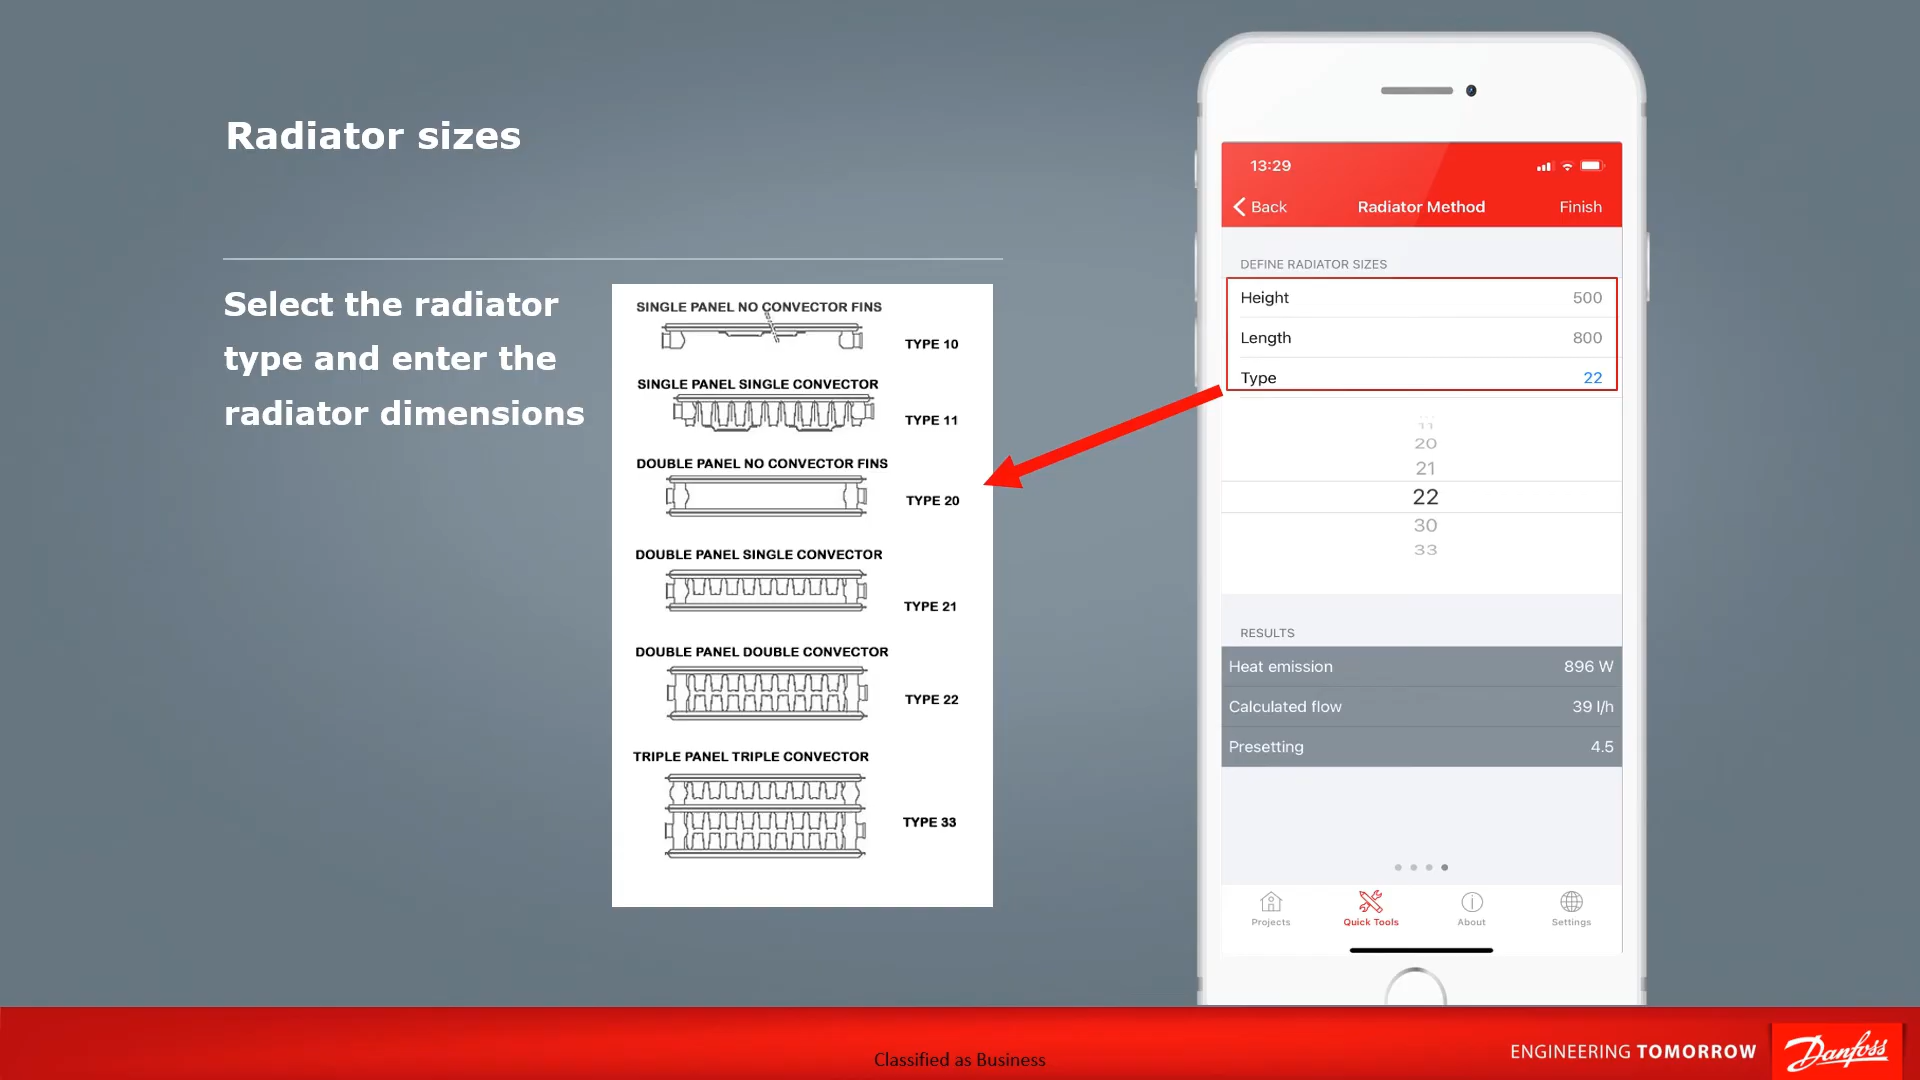 Radiator sizes
Select the radiator
type and enter the
radiator dimensions
SINGLE PANEL NO CONVECTOR FINS
TYPE 10
SINGLE PANEL SINGLE CONVECTOR
TYPE 11
DOUBLE PANEL NO CONVECTOR FINS
TYPE 20
DOUBLE PANEL SINGLE CONVECTOR
TYPE 21
DOUBLE PANEL DOUBLE CONVECTOR
TYPE 22
TRIPLE PANEL TRIPLE CONVECTOR
TYPE 33
13:29
Back Radiator Method Finish
DEFINE RADIATOR SIZES
Height 500
Length 800
Type 22
11
20
21
22
30
33
RESULTS
Heat emission 896 W
Calculated flow 39 l/h
Presetting 4.5
Projects Quick Tools About Settings
Classified as Business
ENGINEERING TOMORROW
Danfoss